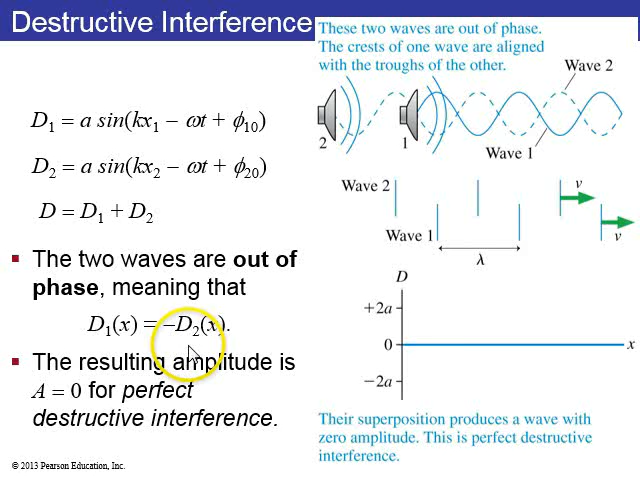 Destructive Interference
These two waves are out of phase.
The crests of one wave are aligned
with the troughs of the other.
Wave 2
2
1
Wave 1
D₁ = a sin(kx₁ − ωt + ϕ₁₀)
D₂ = a sin(kx₂ − ωt + ϕ₂₀)
D = D₁ + D₂
Wave 2
v
Wave 1
v
λ
▪ The two waves are out of
phase, meaning that
D₁(x) = −D₂(x).
▪ The resulting amplitude is
A = 0 for perfect
destructive interference.
D
+2a
0
x
−2a
Their superposition produces a wave with
zero amplitude. This is perfect destructive
interference.
© 2013 Pearson Education, Inc.